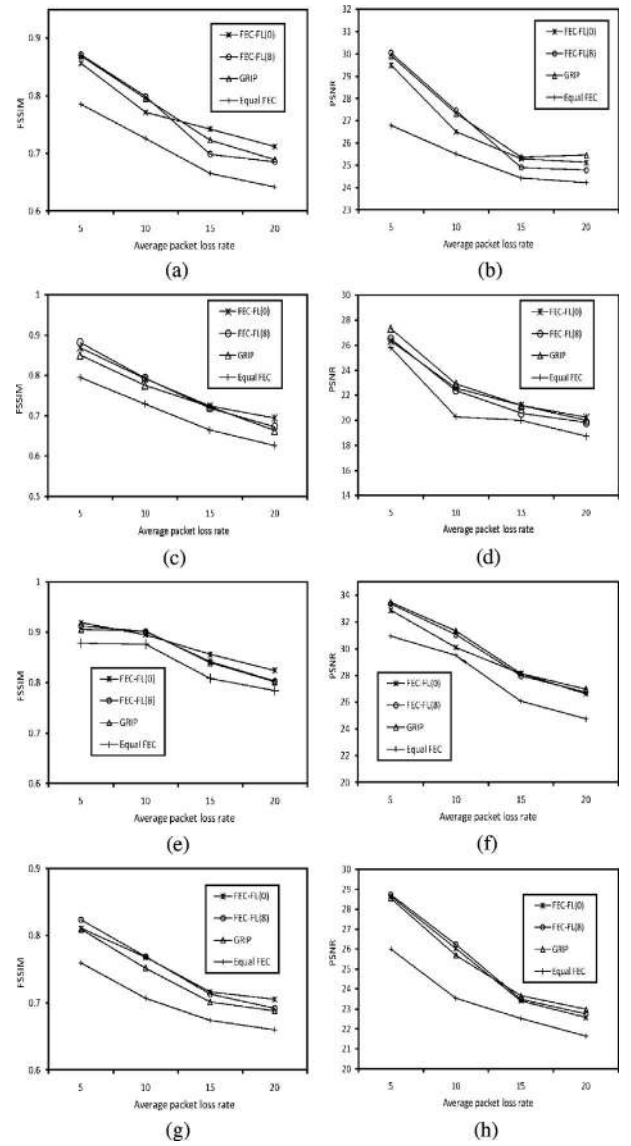 FSSIM
0.9
0.8
0.7
0.6
FEC-FL(0)
FEC-FL(8)
GRIP
Equal FEC
5 10 15 20
Average packet loss rate
(a)
PSNR
32
31
30
29
28
27
26
25
24
23
FEC-FL(0)
FEC-FL(8)
GRIP
Equal FEC
5 10 15 20
Average packet loss rate
(b)
FSSIM
1
0.9
0.8
0.7
0.6
0.5
FEC-FL(0)
FEC-FL(8)
GRIP
Equal FEC
5 10 15 20
Average packet loss rate
(c)
PSNR
30
28
26
24
22
20
18
16
14
FEC-FL(0)
FEC-FL(8)
GRIP
Equal FEC
5 10 15 20
Average packet loss rate
(d)
FSSIM
1
0.9
0.8
0.7
0.6
FEC-FL(0)
FEC-FL(8)
GRIP
Equal FEC
5 10 15 20
Average packet loss rate
(e)
PSNR
34
32
30
28
26
24
22
20
FEC-FL(0)
FEC-FL(8)
GRIP
Equal FEC
5 10 15 20
Average packet loss rate
(f)
FSSIM
0.9
0.8
0.7
0.6
FEC-FL(0)
FEC-FL(8)
GRIP
Equal FEC
5 10 15 20
Average packet loss rate
(g)
PSNR
30
29
28
27
26
25
24
23
22
21
20
FEC-FL(0)
FEC-FL(8)
GRIP
Equal FEC
5 10 15 20
Average packet loss rate
(h)